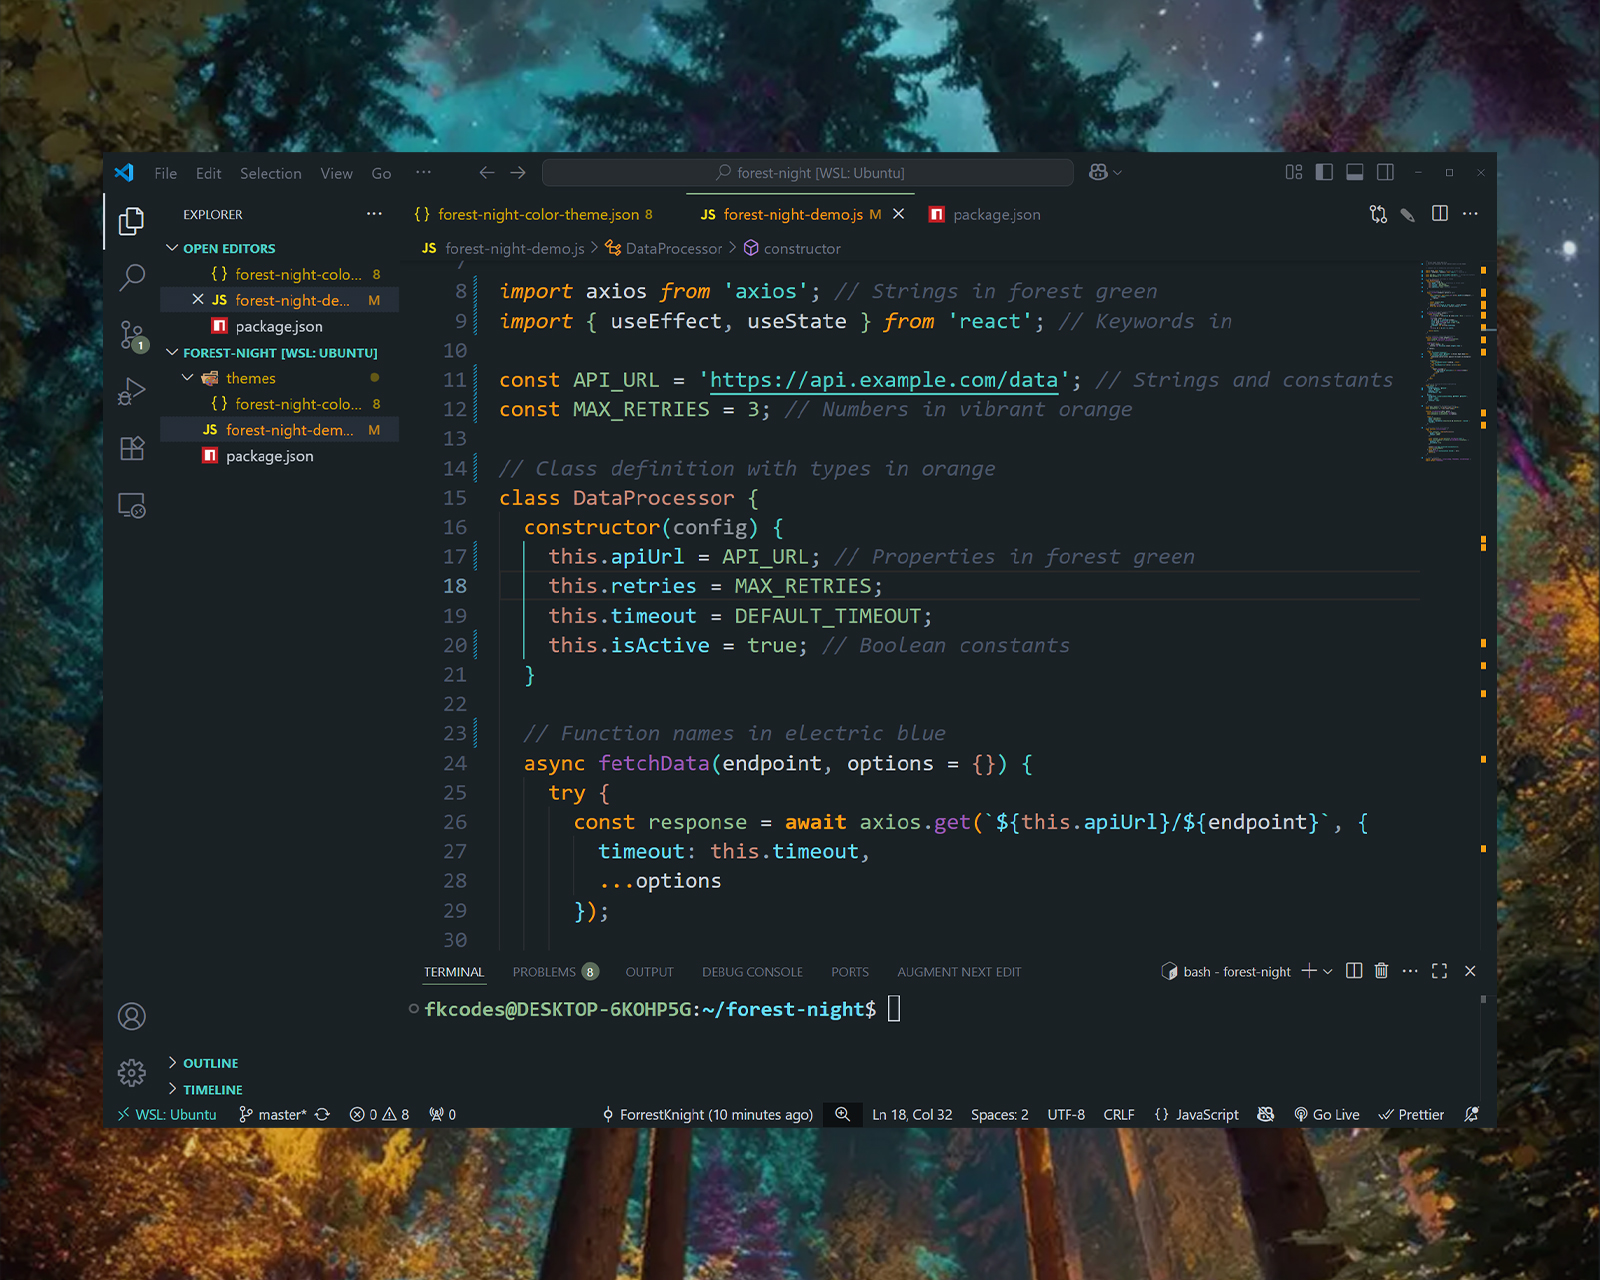 File Edit Selection View Go ···
forest-night [WSL: Ubuntu]
EXPLORER ···
OPEN EDITORS
{} forest-night-colo... 8
JS forest-night-de... M
package.json
FOREST-NIGHT [WSL: UBUNTU]
themes
{} forest-night-colo... 8
JS forest-night-dem... M
package.json
1
OUTLINE
TIMELINE
{} forest-night-color-theme.json 8
JS forest-night-demo.js M
package.json
JS forest-night-demo.js > DataProcessor > constructor
8 import axios from 'axios'; // Strings in forest green
9 import { useEffect, useState } from 'react'; // Keywords in
10
11 const API_URL = 'https://api.example.com/data'; // Strings and constants
12 const MAX_RETRIES = 3; // Numbers in vibrant orange
13
14 // Class definition with types in orange
15 class DataProcessor {
16 constructor(config) {
17 this.apiUrl = API_URL; // Properties in forest green
18 this.retries = MAX_RETRIES;
19 this.timeout = DEFAULT_TIMEOUT;
20 this.isActive = true; // Boolean constants
21 }
22
23 // Function names in electric blue
24 async fetchData(endpoint, options = {}) {
25 try {
26 const response = await axios.get(`${this.apiUrl}/${endpoint}`, {
27 timeout: this.timeout,
28 ...options
29 });
30
TERMINAL PROBLEMS 8 OUTPUT DEBUG CONSOLE PORTS AUGMENT NEXT EDIT
bash - forest-night
fkcodes@DESKTOP-6KOHP5G:~/forest-night$
WSL: Ubuntu master* 0 8 0
ForrestKnight (10 minutes ago) Ln 18, Col 32 Spaces: 2 UTF-8 CRLF {} JavaScript Go Live Prettier